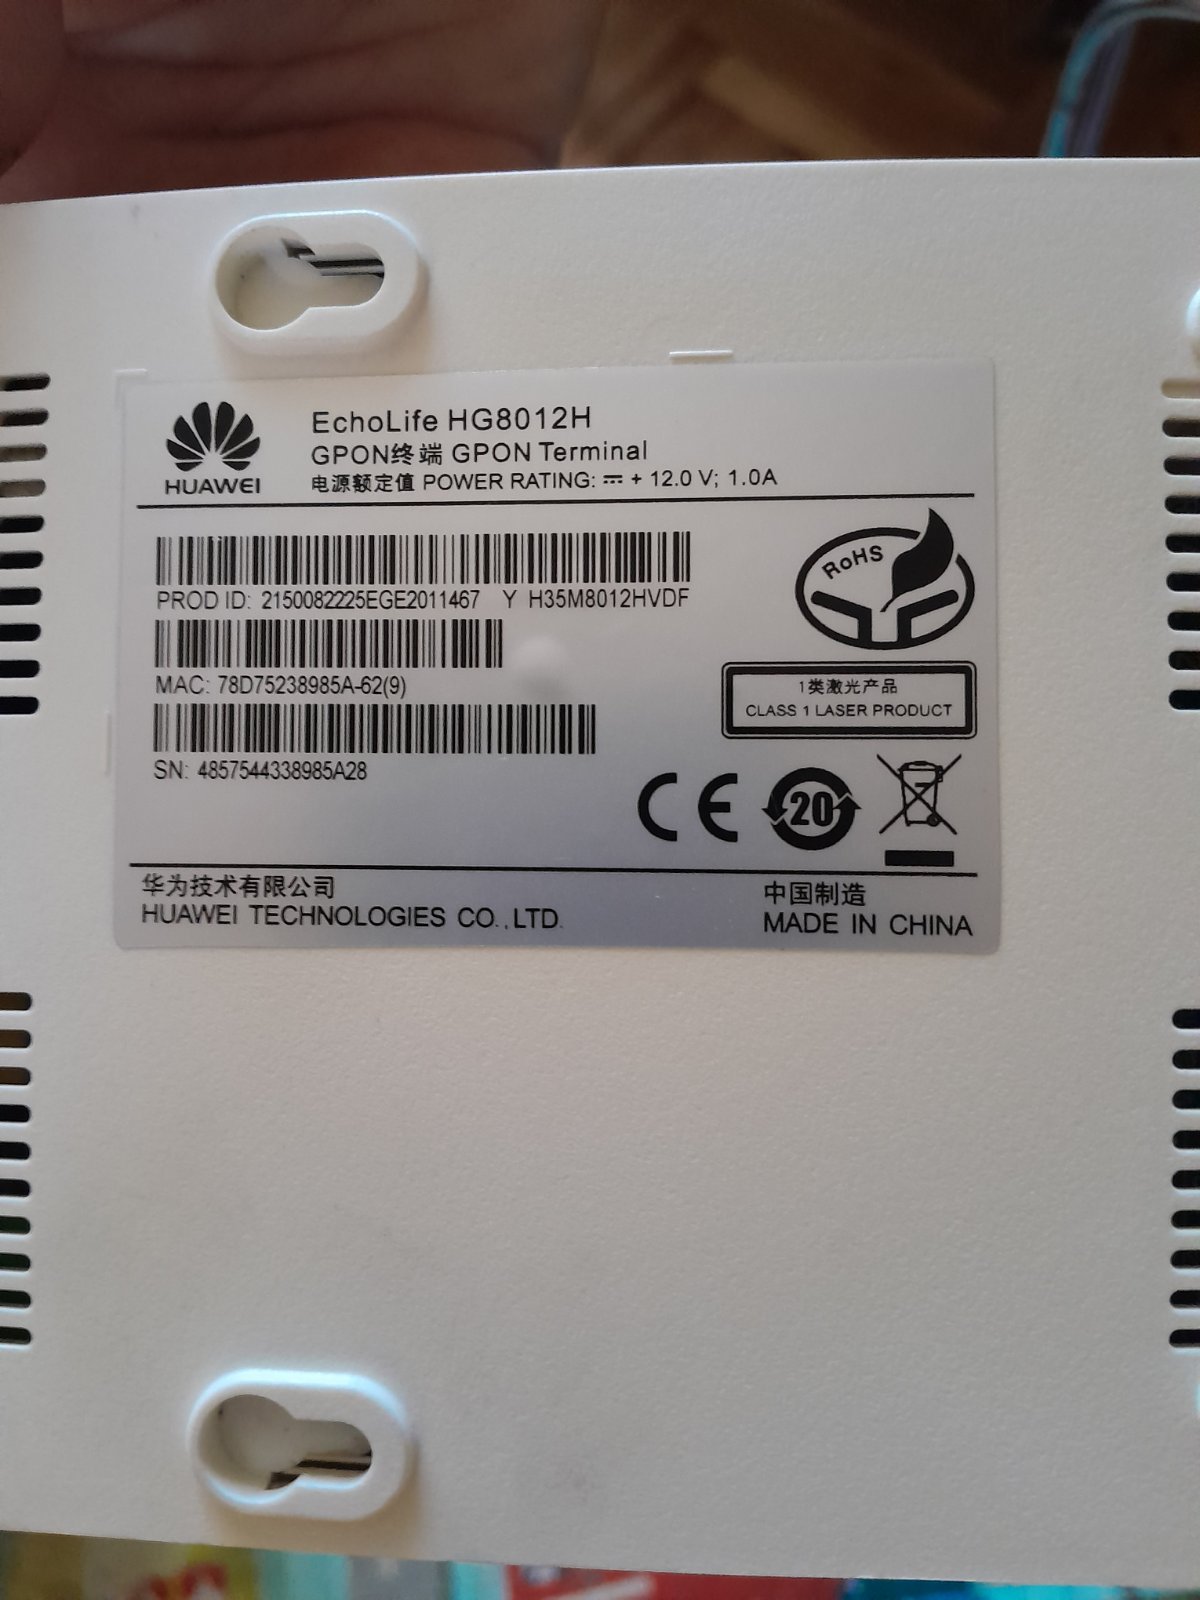 HUAWEI
EchoLife HG8012H
GPON终端 GPON Terminal
电源额定值 POWER RATING: ⎓ + 12.0 V; 1.0A
PROD ID: 2150082225EGE2011467 Y H35M8012HVDF
MAC: 78D75238985A-62(9)
SN: 4857544338985A28
RoHS
1类激光产品
CLASS 1 LASER PRODUCT
CE
20
华为技术有限公司
HUAWEI TECHNOLOGIES CO.,LTD.
中国制造
MADE IN CHINA